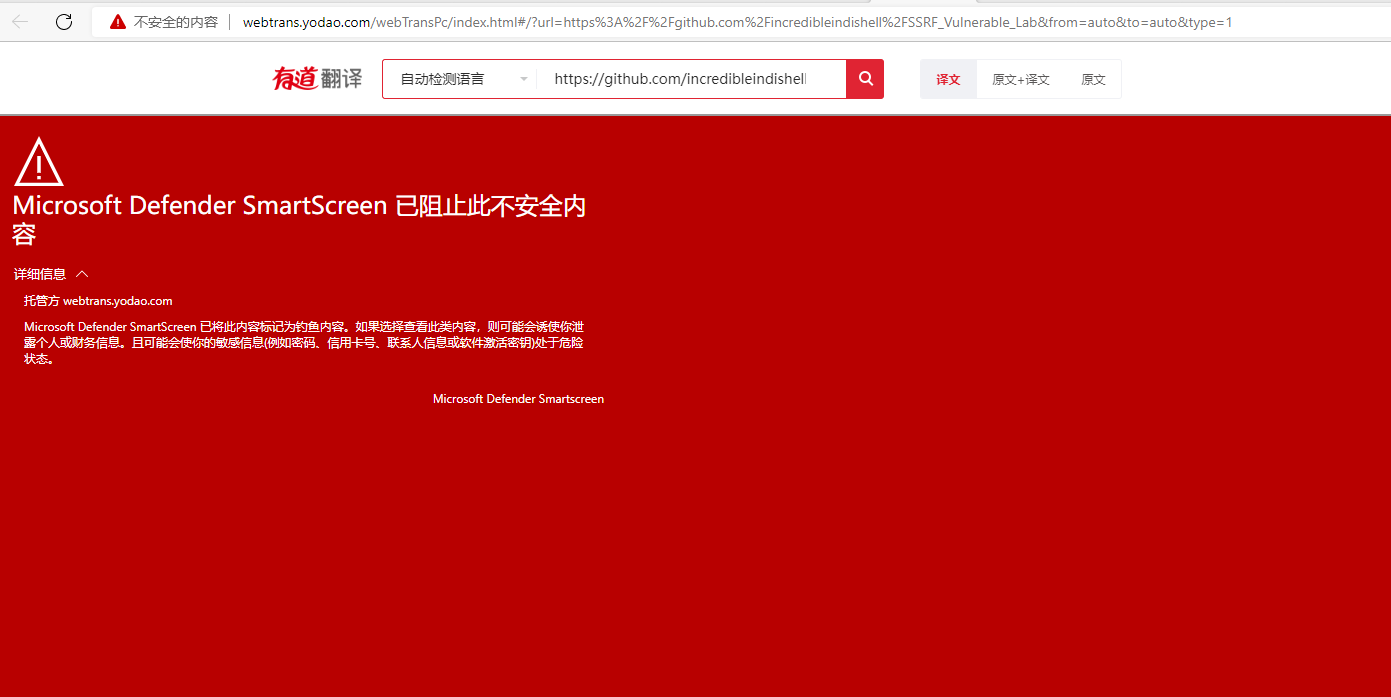 不安全的内容 webtrans.yodao.com/webTransPc/index.html#/?url=https%3A%2F%2Fgithub.com%2Fincredibleindishell%2FSSRF_Vulnerable_Lab&from=auto&to=auto&type=1
有道翻译 自动检测语言 https://github.com/incredibleindishell 译文 原文+译文 原文
Microsoft Defender SmartScreen 已阻止此不安全内
容
详细信息
托管方 webtrans.yodao.com
Microsoft Defender SmartScreen 已将此内容标记为钓鱼内容。如果选择查看此类内容，则可能会诱使你泄
露个人或财务信息。且可能会使你的敏感信息(例如密码、信用卡号、联系人信息或软件激活密钥)处于危险
状态。
Microsoft Defender Smartscreen